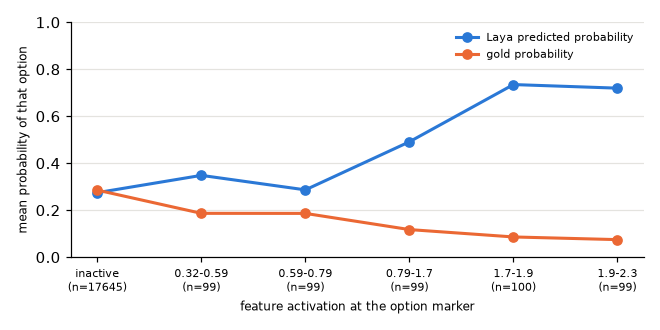 1.0
0.8
0.6
0.4
0.2
0.0
mean probability of that option
Laya predicted probability
gold probability
inactive
(n=17645)
0.32-0.59
(n=99)
0.59-0.79
(n=99)
0.79-1.7
(n=99)
1.7-1.9
(n=100)
1.9-2.3
(n=99)
feature activation at the option marker